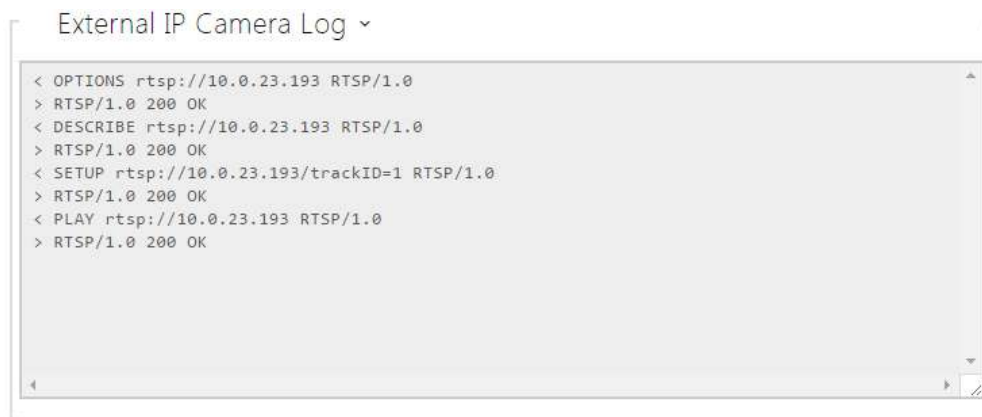 External IP Camera Log
< OPTIONS rtsp://10.0.23.193 RTSP/1.0
> RTSP/1.0 200 OK
< DESCRIBE rtsp://10.0.23.193 RTSP/1.0
> RTSP/1.0 200 OK
< SETUP rtsp://10.0.23.193/trackID=1 RTSP/1.0
> RTSP/1.0 200 OK
< PLAY rtsp://10.0.23.193 RTSP/1.0
> RTSP/1.0 200 OK